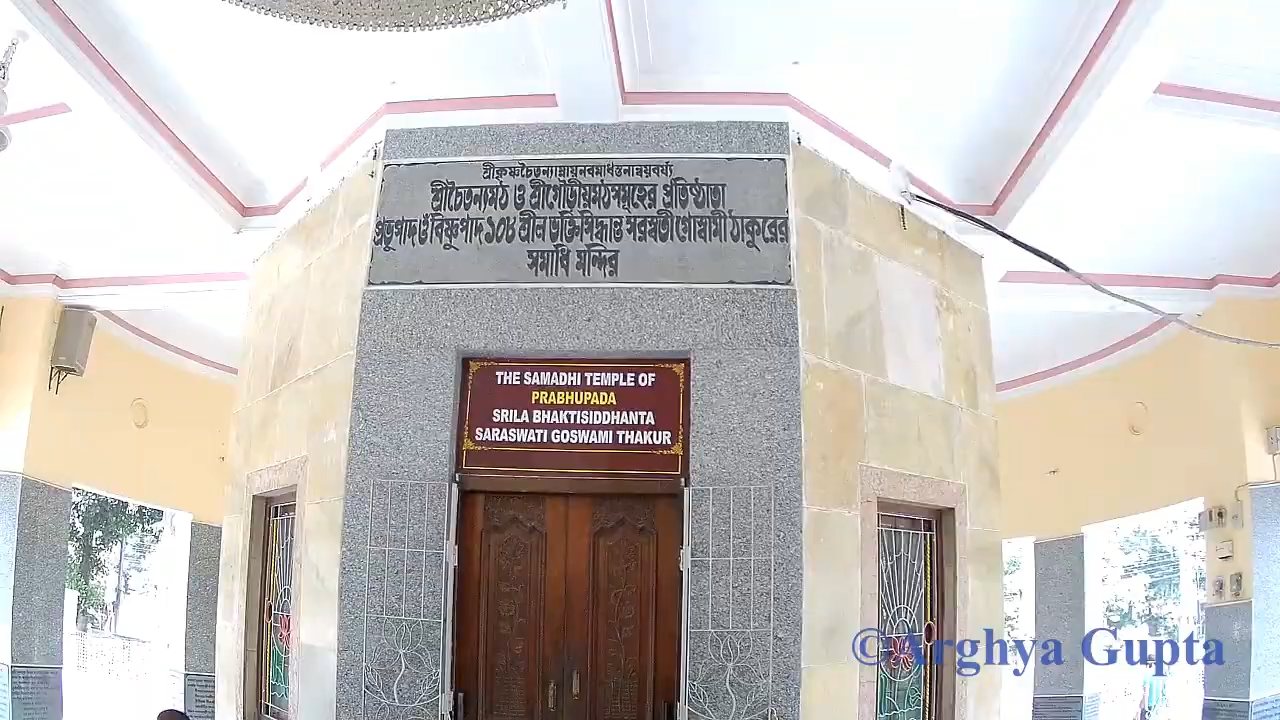 শ্রীকৃষ্ণচৈতন্যাম্নায়নবমাধস্তনান্বয়বর্য্য
শ্রীচৈতন্যমঠ ও শ্রীগৌড়ীয়মঠসমূহের প্রতিষ্ঠাতা
প্রভুপাদ ওঁ বিষ্ণুপাদ ১০৮ শ্রীল ভক্তিসিদ্ধান্ত সরস্বতী গোস্বামী ঠাকুরের
সমাধি মন্দির
THE SAMADHI TEMPLE OF
PRABHUPADA
SRILA BHAKTISIDDHANTA
SARASWATI GOSWAMI THAKUR
©Arghya Gupta